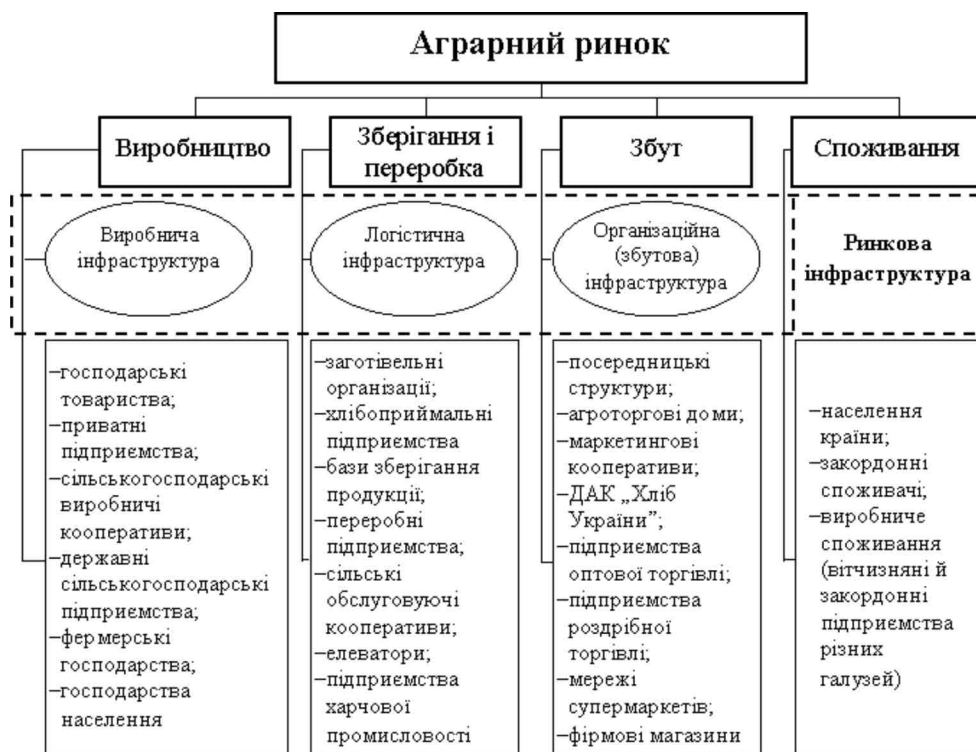 Аграрний ринок
Виробництво
Зберігання і
переробка
Збут
Споживання
Виробнича
інфраструктура
Логістична
інфраструктура
Організаційна
(збутова)
інфраструктура
Ринкова
інфраструктура
–господарські
товариства;
–приватні
підприємства;
–сільськогосподарські
виробничі
кооперативи;
–державні
сільськогосподарські
підприємства;
–фермерські
господарства;
–господарства
населення
–заготівельні
організації;
–хлібоприймальні
підприємства
–бази зберігання
продукції;
–переробні
підприємства;
–сільські
обслуговуючі
кооперативи;
–елеватори;
–підприємства
харчової
промисловості
–посередницькі
структури;
–агроторгові доми;
–маркетингові
кооперативи;
–ДАК „Хліб
України”;
–підприємства
оптової торгівлі;
–підприємства
роздрібної
торгівлі;
–мережі
супермаркетів;
–фірмові магазини
–населення
країни;
–закордонні
споживачі;
–виробниче
споживання
(вітчизняні й
закордонні
підприємства
різних
галузей)